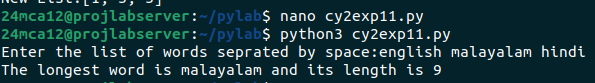 New List:[1, 3, 5]
24mca12@projlabserver:~/pylab$ nano cy2exp11.py
24mca12@projlabserver:~/pylab$ python3 cy2exp11.py
Enter the list of words seprated by space:english malayalam hindi
The longest word is malayalam and its length is 9